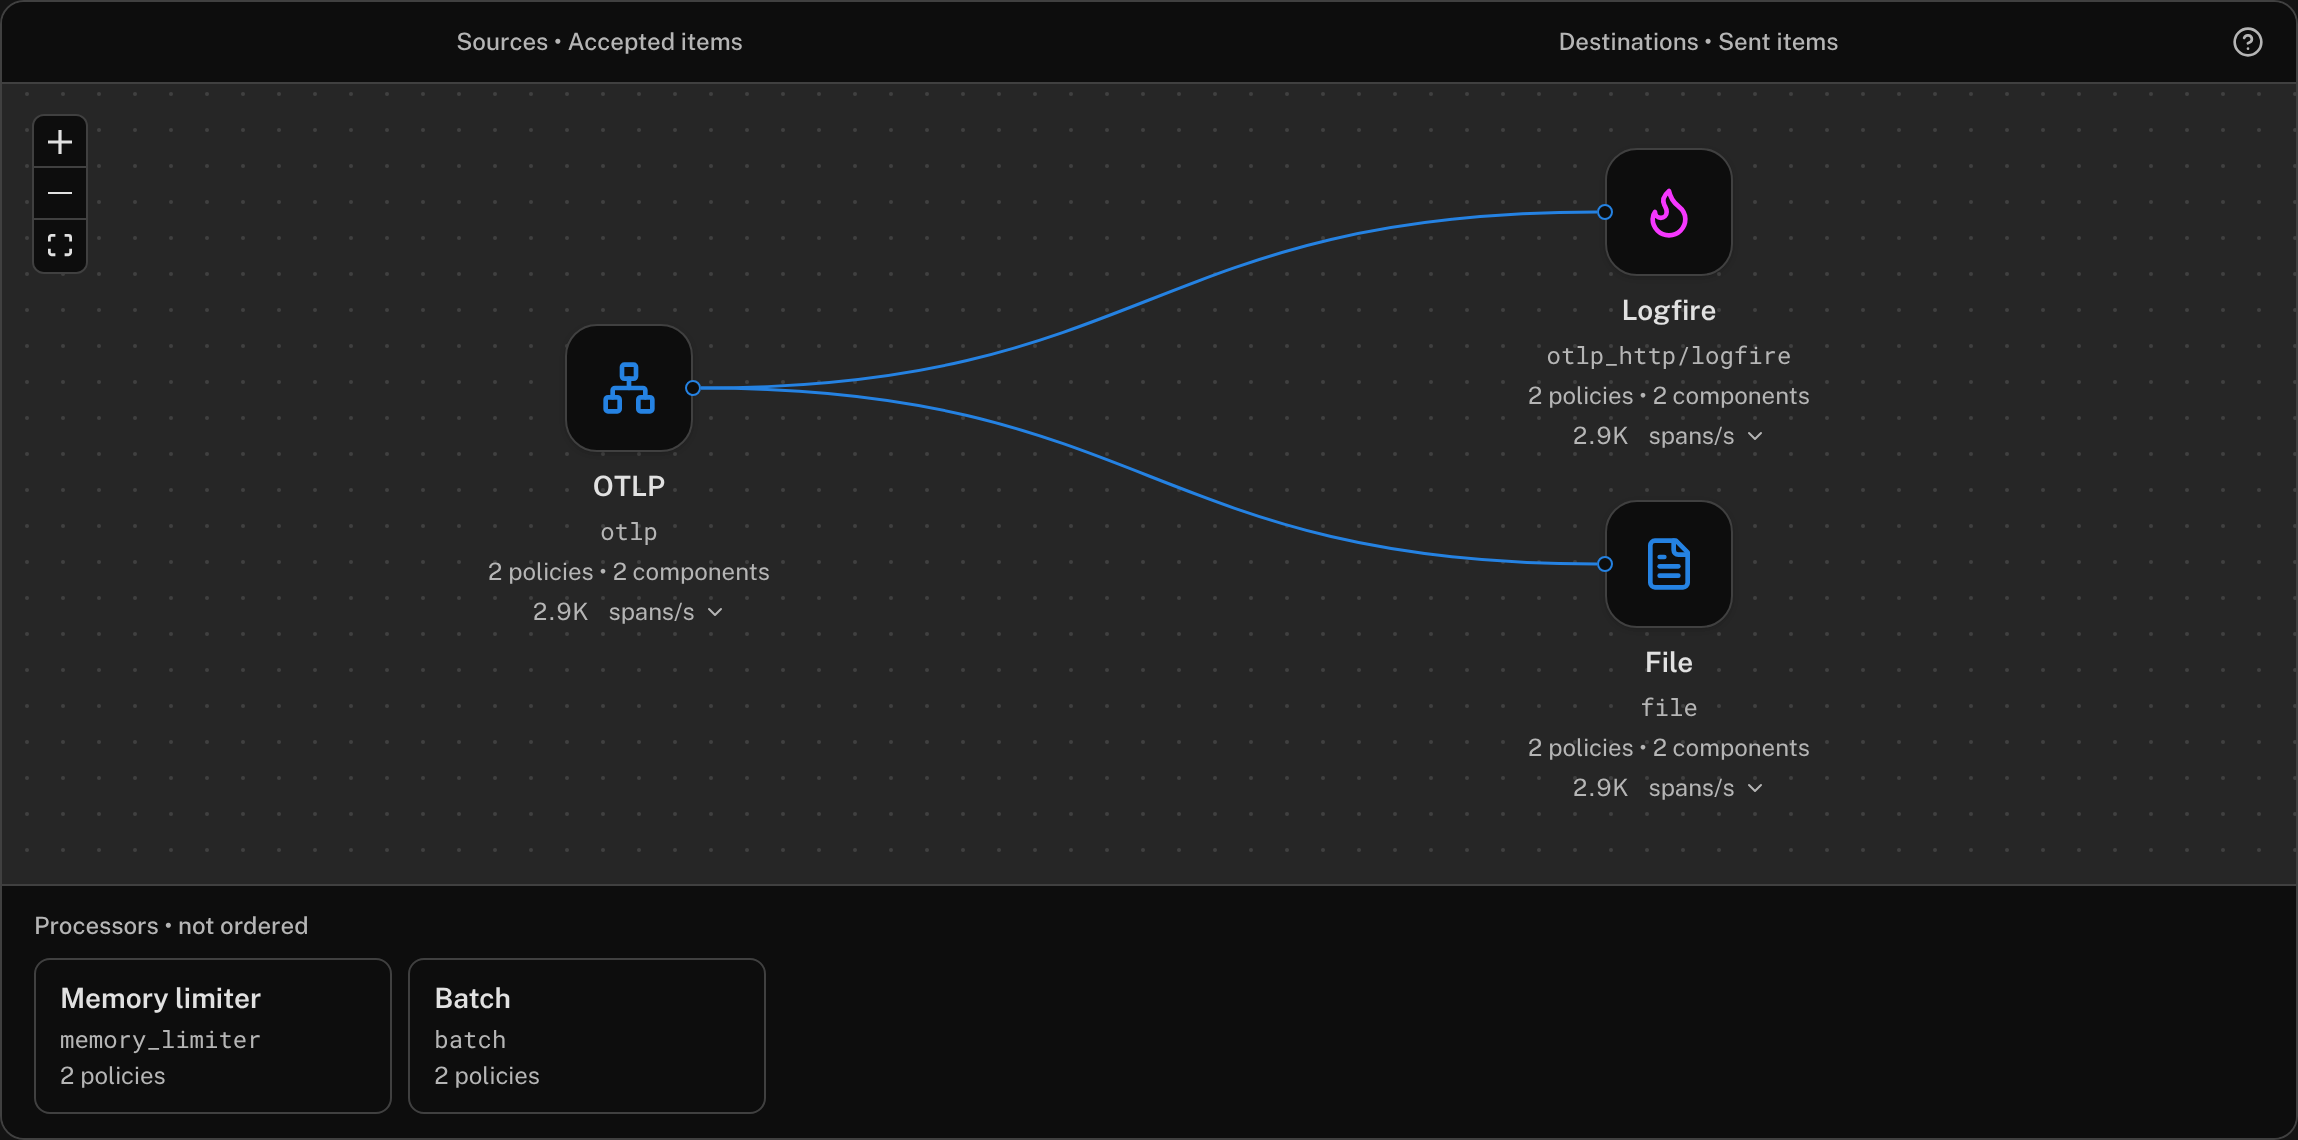 Sources • Accepted items
Destinations • Sent items
Logfire
otlp_http/logfire
2 policies • 2 components
2.9K spans/s
OTLP
otlp
2 policies • 2 components
2.9K spans/s
File
file
2 policies • 2 components
2.9K spans/s
Processors • not ordered
Memory limiter
memory_limiter
2 policies
Batch
batch
2 policies